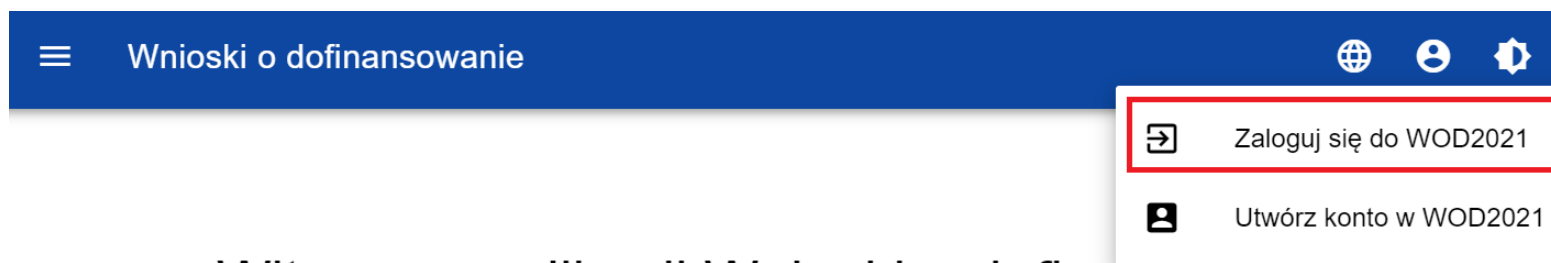 Wnioski o dofinansowanie
Zaloguj się do WOD2021
Utwórz konto w WOD2021